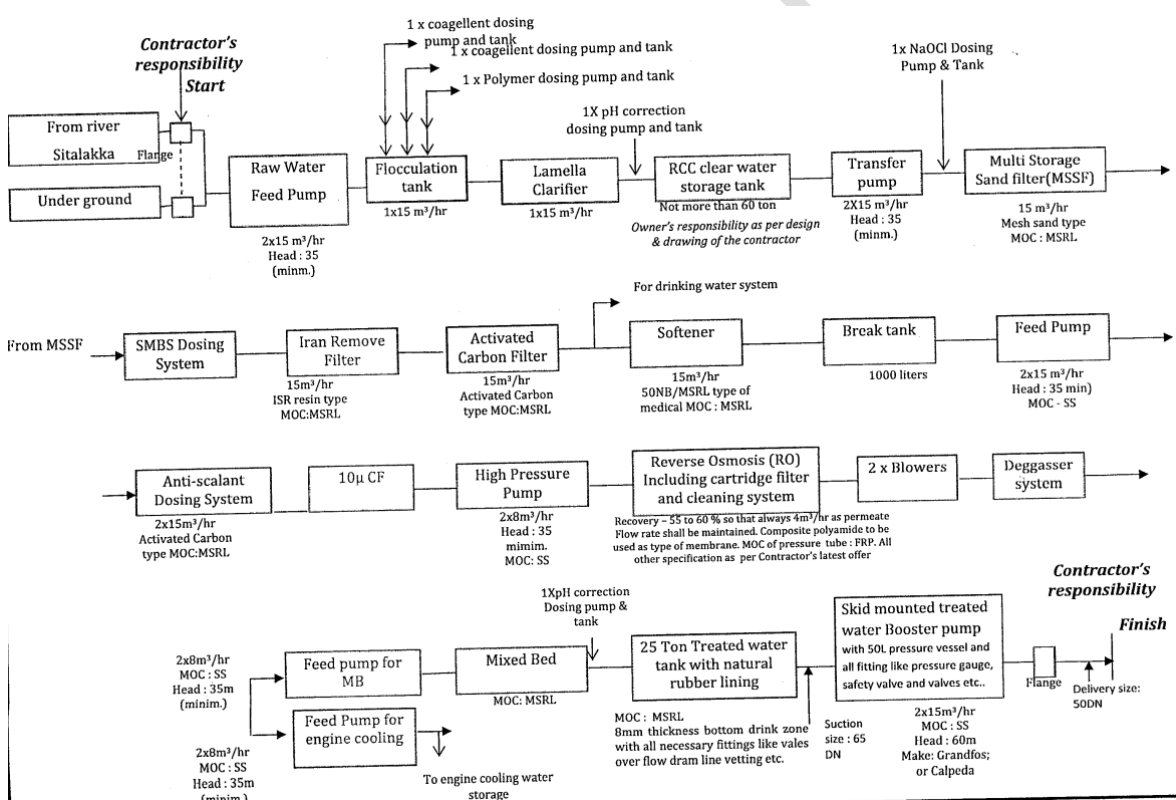 1 x coagellent dosing
pump and tank
1 x coagellent dosing pump and tank
1 x Polymer dosing pump and tank
Contractor's
responsibility
Start
1x NaOCl Dosing
Pump & Tank
1X pH correction
dosing pump and tank
From river
Sitalakka
Flange
Under ground
Raw Water
Feed Pump
2x15 m³/hr
Head : 35
(minm.)
Flocculation
tank
1x15 m³/hr
Lamella
Clarifier
1x15 m³/hr
RCC clear water
storage tank
Not more than 60 ton
Owner's responsibility as per design
& drawing of the contractor
Transfer
pump
2X15 m³/hr
Head : 35
(minm.)
Multi Storage
Sand filter(MSSF)
15 m³/hr
Mesh sand type
MOC : MSRL
For drinking water system
From MSSF
SMBS Dosing
System
Iran Remove
Filter
15m³/hr
ISR resin type
MOC:MSRL
Activated
Carbon Filter
15m³/hr
Activated Carbon
type MOC:MSRL
Softener
15m³/hr
50NB/MSRL type of
medical MOC : MSRL
Break tank
1000 liters
Feed Pump
2x15 m³/hr
Head : 35 min)
MOC - SS
Anti-scalant
Dosing System
2x15m³/hr
Activated Carbon
type MOC:MSRL
10µ CF
High Pressure
Pump
2x8m³/hr
Head : 35
mimim.
MOC: SS
Reverse Osmosis (RO)
Including cartridge filter
and cleaning system
Recovery – 55 to 60 % so that always 4m³/hr as permeate
Flow rate shall be maintained. Composite polyamide to be
used as type of membrane. MOC of pressure tube : FRP. All
other specification as per Contractor's latest offer
2 x Blowers
Deggasser
system
2x8m³/hr
MOC : SS
Head : 35m
(minim.)
Feed pump for
MB
Feed Pump for
engine cooling
2x8m³/hr
MOC : SS
Head : 35m
(minim.)
To engine cooling water
storage
Mixed Bed
MOC: MSRL
1XpH correction
Dosing pump &
tank
25 Ton Treated water
tank with natural
rubber lining
MOC : MSRL
8mm thickness bottom drink zone
with all necessary fittings like vales
over flow dram line vetting etc.
Suction
size : 65
DN
Skid mounted treated
water Booster pump
with 50L pressure vessel and
all fitting like pressure gauge,
safety valve and valves etc..
2x15m³/hr
MOC : SS
Head : 60m
Make: Grandfos;
or Calpeda
Flange
Contractor's
responsibility
Finish
Delivery size:
50DN